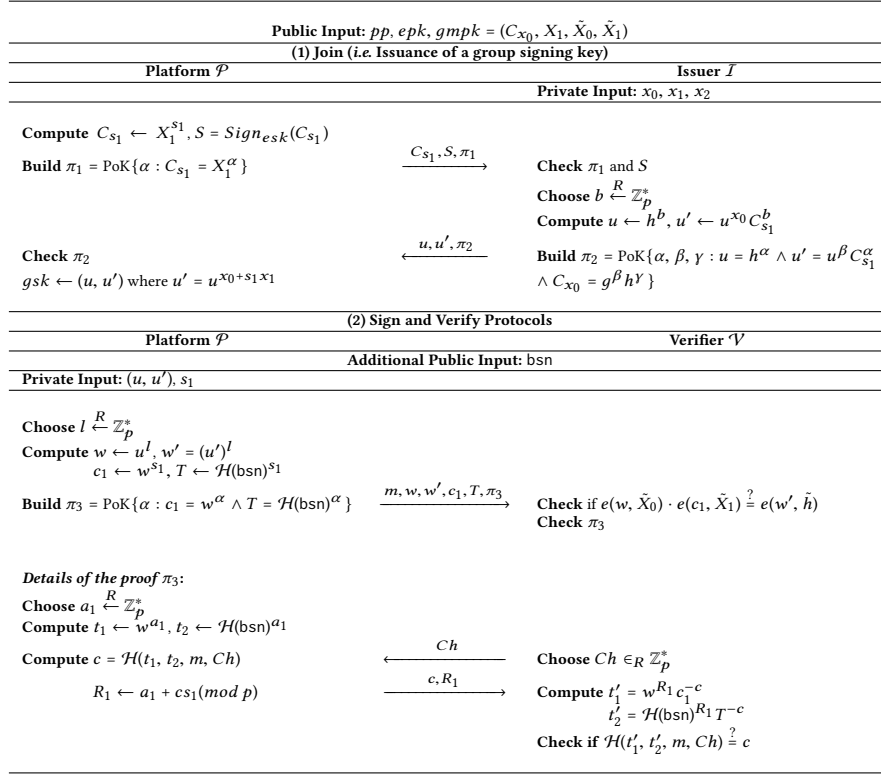 Public Input: pp, epk, gmpk = (C_{x_0}, X_1, X̃_0, X̃_1)
(1) Join (i.e. Issuance of a group signing key)
Platform 𝒫 Issuer ℐ
Private Input: x_0, x_1, x_2
Compute C_{s_1} ← X_1^{s_1}, S = Sign_{esk}(C_{s_1})
Build π_1 = PoK{α : C_{s_1} = X_1^α} C_{s_1}, S, π_1 → Check π_1 and S
Choose b ←^R ℤ_p^*
Compute u ← h^b, u′ ← u^{x_0} C_{s_1}^b
Check π_2 u, u′, π_2 ← Build π_2 = PoK{α, β, γ : u = h^α ∧ u′ = u^β C_{s_1}^α
gsk ← (u, u′) where u′ = u^{x_0+s_1x_1} ∧ C_{x_0} = g^β h^γ}
(2) Sign and Verify Protocols
Platform 𝒫 Verifier 𝒱
Additional Public Input: bsn
Private Input: (u, u′), s_1
Choose l ←^R ℤ_p^*
Compute w ← u^l, w′ = (u′)^l
c_1 ← w^{s_1}, T ← ℋ(bsn)^{s_1}
Build π_3 = PoK{α : c_1 = w^α ∧ T = ℋ(bsn)^α} m, w, w′, c_1, T, π_3 → Check if e(w, X̃_0) · e(c_1, X̃_1) ≟ e(w′, h̃)
Check π_3
Details of the proof π_3:
Choose a_1 ←^R ℤ_p^*
Compute t_1 ← w^{a_1}, t_2 ← ℋ(bsn)^{a_1}
Compute c = ℋ(t_1, t_2, m, Ch) Ch ← Choose Ch ∈_R ℤ_p^*
R_1 ← a_1 + cs_1(mod p) c, R_1 → Compute t′_1 = w^{R_1} c_1^{-c}
t′_2 = ℋ(bsn)^{R_1} T^{-c}
Check if ℋ(t′_1, t′_2, m, Ch) ≟ c